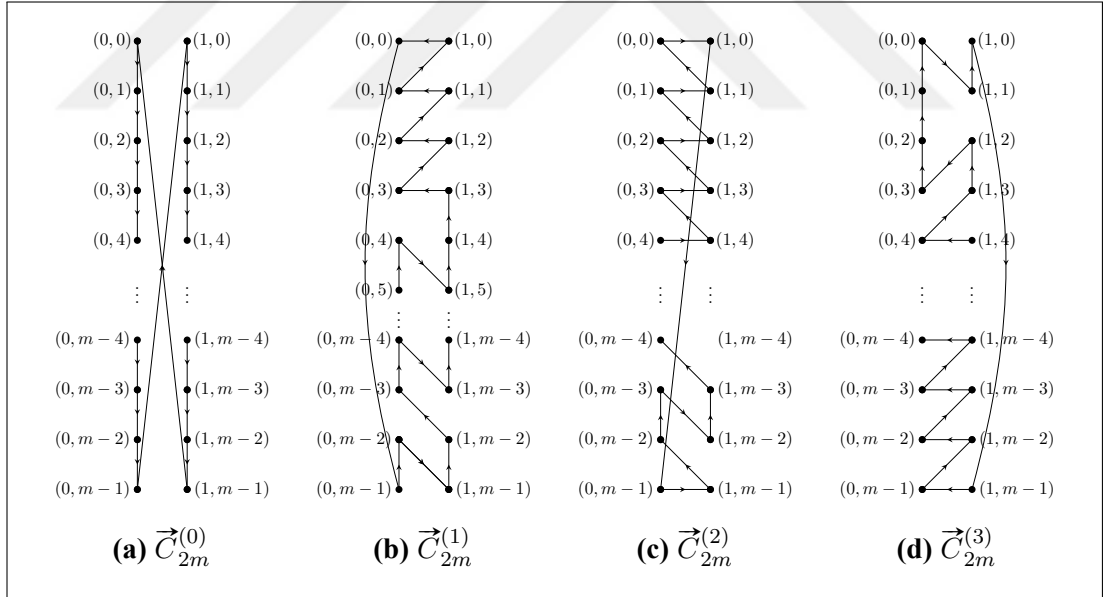 (0, 0) (1, 0) (0, 0) (1, 0) (0, 0) (1, 0) (0, 0) (1, 0)
(0, 1) (1, 1) (0, 1) (1, 1) (0, 1) (1, 1) (0, 1) (1, 1)
(0, 2) (1, 2) (0, 2) (1, 2) (0, 2) (1, 2) (0, 2) (1, 2)
(0, 3) (1, 3) (0, 3) (1, 3) (0, 3) (1, 3) (0, 3) (1, 3)
(0, 4) (1, 4) (0, 4) (1, 4) (0, 4) (1, 4) (0, 4) (1, 4)
⋮ ⋮ (0, 5) (1, 5) ⋮ ⋮ ⋮ ⋮
⋮ ⋮
(0, m − 4) (1, m − 4) (0, m − 4) (1, m − 4) (0, m − 4) (1, m − 4) (0, m − 4) (1, m − 4)
(0, m − 3) (1, m − 3) (0, m − 3) (1, m − 3) (0, m − 3) (1, m − 3) (0, m − 3) (1, m − 3)
(0, m − 2) (1, m − 2) (0, m − 2) (1, m − 2) (0, m − 2) (1, m − 2) (0, m − 2) (1, m − 2)
(0, m − 1) (1, m − 1) (0, m − 1) (1, m − 1) (0, m − 1) (1, m − 1) (0, m − 1) (1, m − 1)
(a) $\overrightarrow{C}_{2m}^{(0)}$ (b) $\overrightarrow{C}_{2m}^{(1)}$ (c) $\overrightarrow{C}_{2m}^{(2)}$ (d) $\overrightarrow{C}_{2m}^{(3)}$